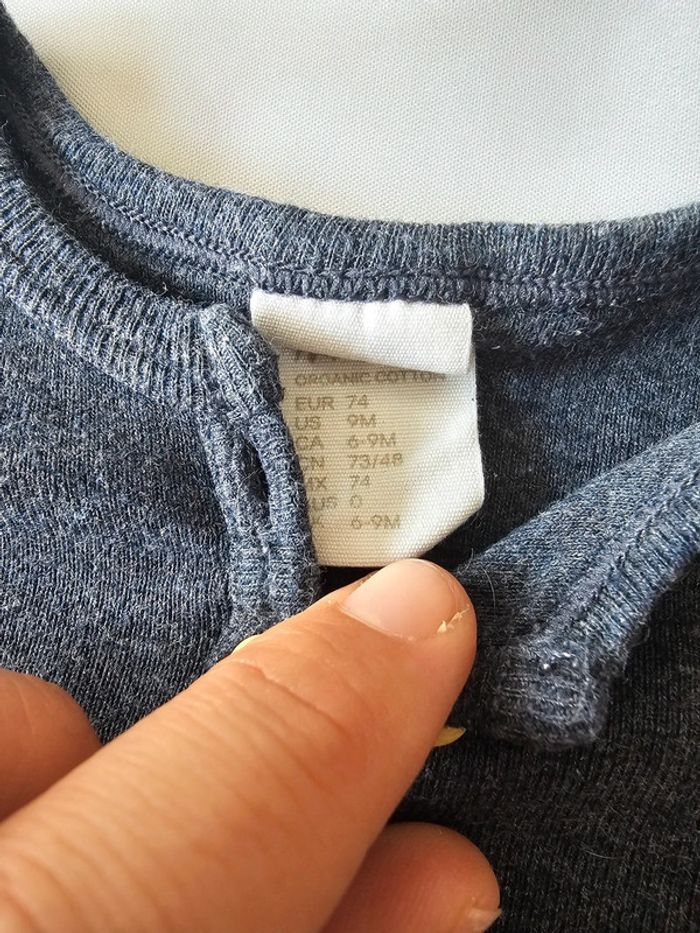 ORGANIC COTTON
EUR 74
US 9M
CA 6-9M
CN 73/48
MX 74
AUS 0
6-9M